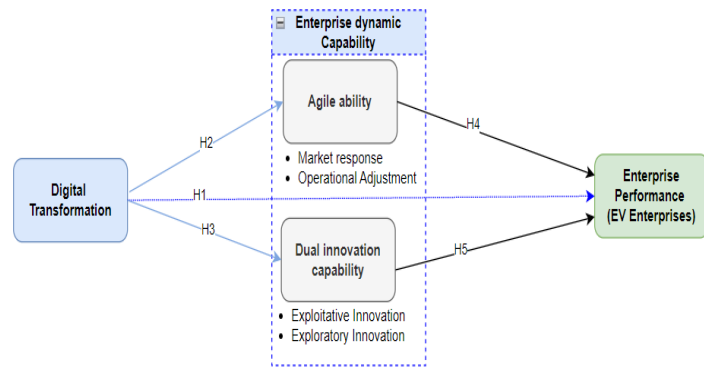 Enterprise dynamic
Capability
Agile ability
H2
H4
• Market response
• Operational Adjustment
Digital
Transformation
H1
Enterprise
Performance
(EV Enterprises)
H3
Dual innovation
capability
H5
• Exploitative Innovation
• Exploratory Innovation